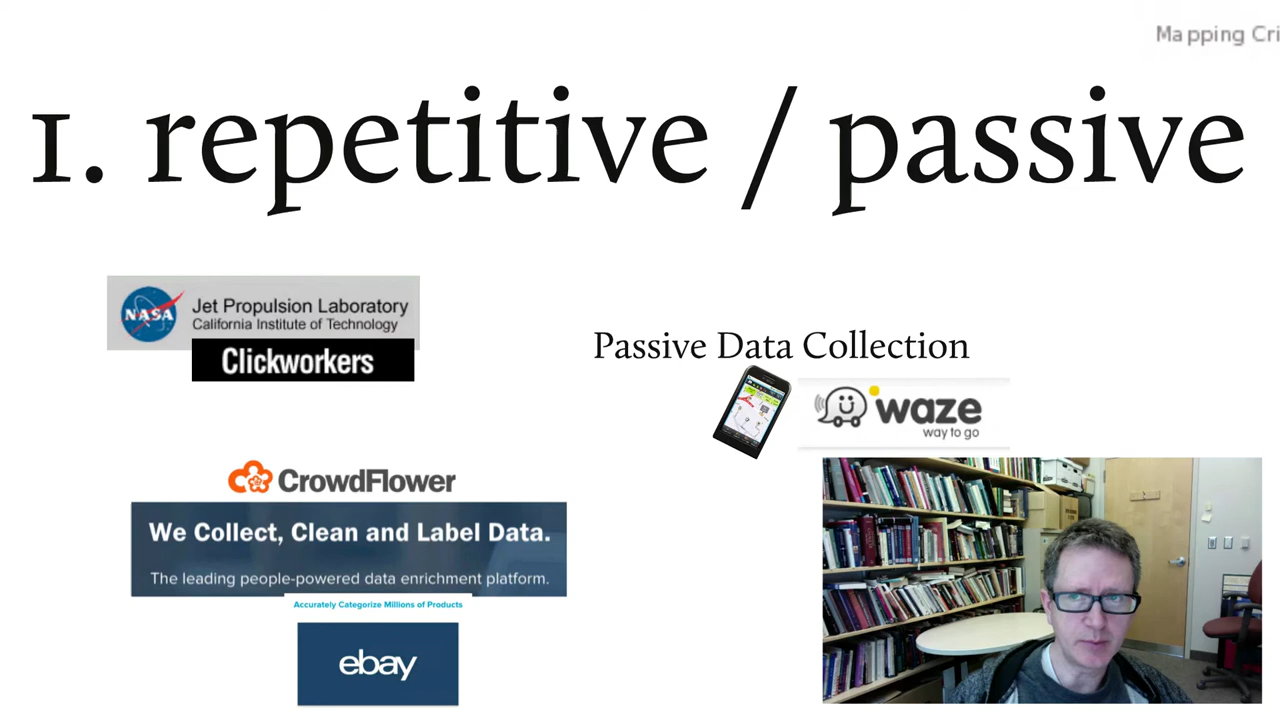 Mapping Cri
1. repetitive / passive
NASA
Jet Propulsion Laboratory
California Institute of Technology
Clickworkers
Passive Data Collection
waze
way to go
CrowdFlower
We Collect, Clean and Label Data.
The leading people-powered data enrichment platform.
Accurately Categorize Millions of Products
ebay